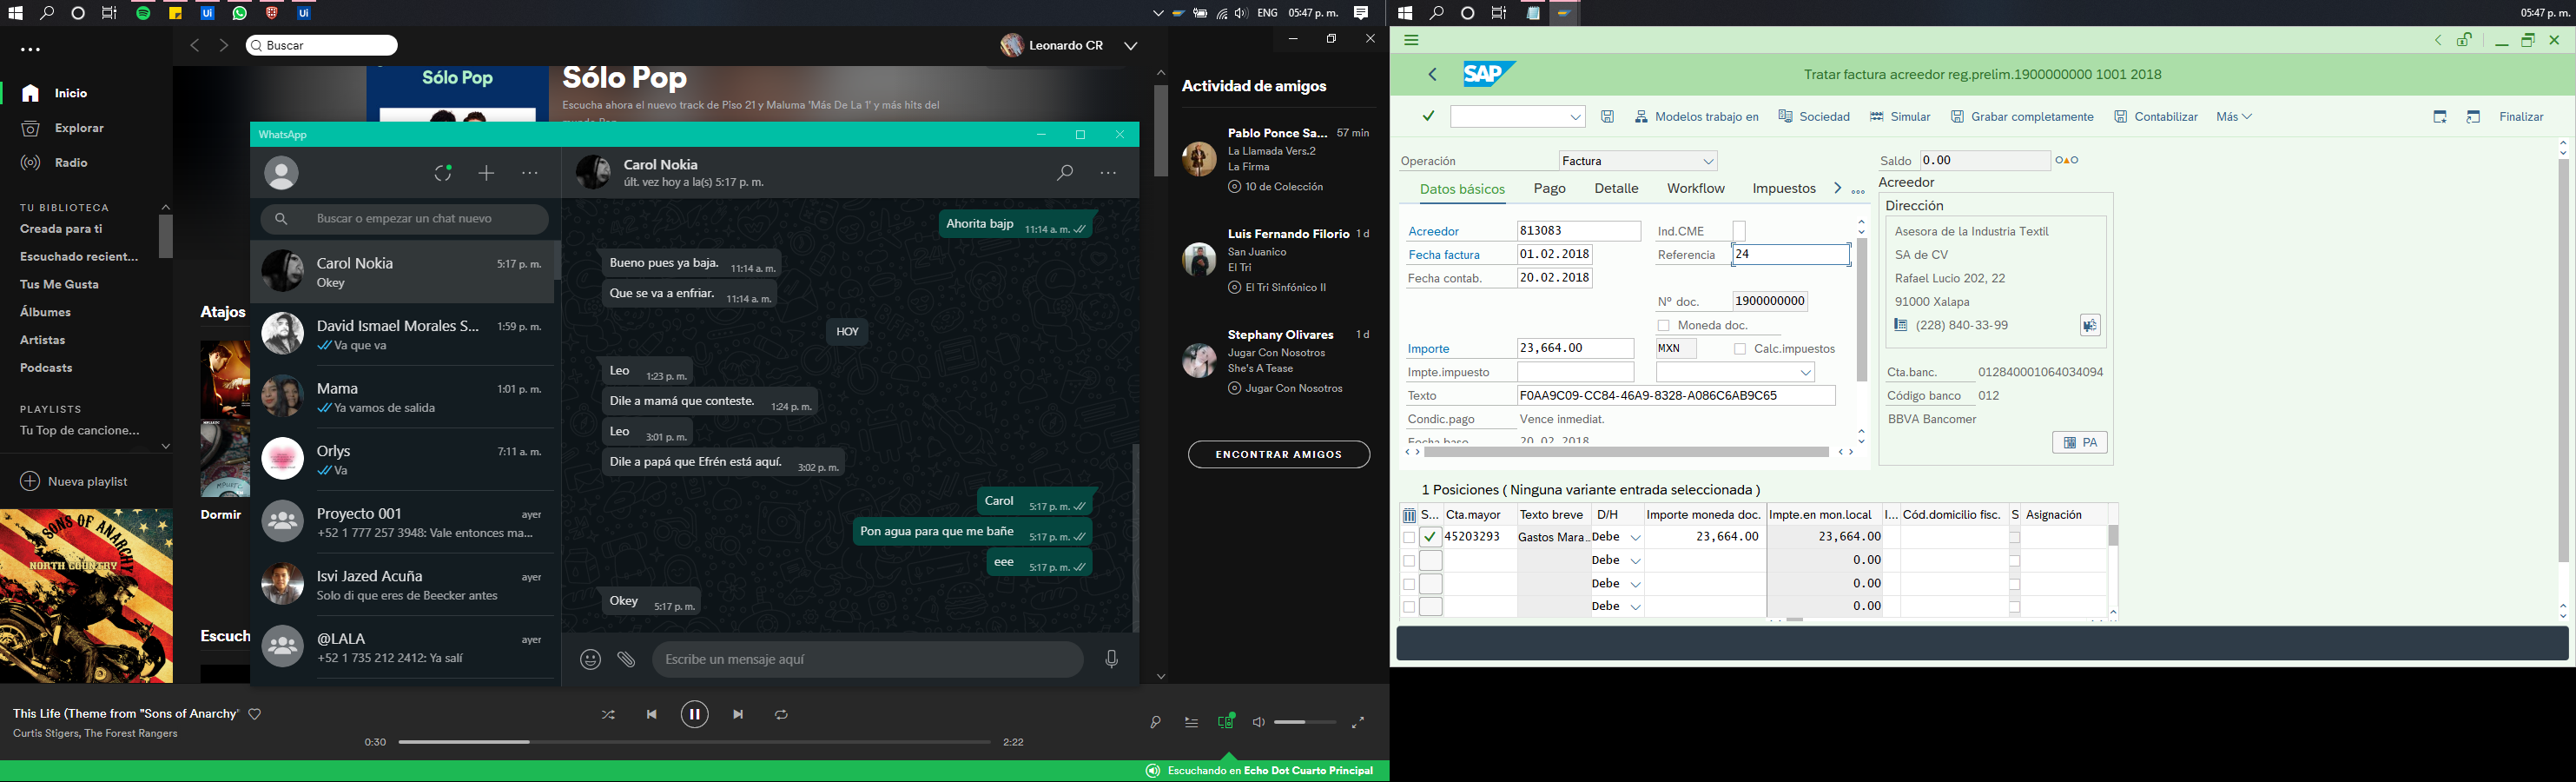 ENG
05:47 p. m.
05:47 p. m.
Buscar
Leonardo CR
Inicio
Explorar
Radio
TU BIBLIOTECA
Creada para ti
Escuchado recient...
Tus Me Gusta
Álbumes
Artistas
Podcasts
PLAYLISTS
Tu Top de cancione...
Nueva playlist
SONS OF ANARCHY
NORTH COUNTRY
Sólo Pop
Sólo Pop
Escucha ahora el nuevo track de Piso 21 y Maluma 'Más De La 1' y más hits del
Atajos
Dormir
Escuch
WhatsApp
Buscar o empezar un chat nuevo
Carol Nokia 5:17 p. m.
Okey
David Ismael Morales S... 1:59 p. m.
Va que va
Mama 1:01 p. m.
Ya vamos de salida
Orlys 7:11 a. m.
Va
Proyecto 001 ayer
+52 1 777 257 3948: Vale entonces ma...
Isvi Jazed Acuña ayer
Solo di que eres de Beecker antes
@LALA ayer
+52 1 735 212 2412: Ya salí
Carol Nokia
últ. vez hoy a la(s) 5:17 p. m.
Ahorita bajp 11:14 a. m.
Bueno pues ya baja. 11:14 a. m.
Que se va a enfriar. 11:14 a. m.
HOY
Leo 1:23 p. m.
Dile a mamá que conteste. 1:24 p. m.
Leo 3:01 p. m.
Dile a papá que Efrén está aquí. 3:02 p. m.
Carol 5:17 p. m.
Pon agua para que me bañe 5:17 p. m.
eee 5:17 p. m.
Okey 5:17 p. m.
Escribe un mensaje aquí
Actividad de amigos
Pablo Ponce Sa... 57 min
La Llamada Vers.2
La Firma
10 de Colección
Luis Fernando Filorio 1 d
San Juanico
El Tri
El Tri Sinfónico II
Stephany Olivares 1 d
Jugar Con Nosotros
She's A Tease
Jugar Con Nosotros
ENCONTRAR AMIGOS
This Life (Theme from "Sons of Anarchy"
Curtis Stigers, The Forest Rangers
0:30
2:22
Escuchando en Echo Dot Cuarto Principal
SAP
Tratar factura acreedor reg.prelim.1900000000 1001 2018
Modelos trabajo en
Sociedad
Simular
Grabar completamente
Contabilizar
Más
Finalizar
Operación Factura
Saldo 0.00
Datos básicos Pago Detalle Workflow Impuestos
Acreedor 813083 Ind.CME
Fecha factura 01.02.2018 Referencia 24
Fecha contab. 20.02.2018
Nº doc. 1900000000
Moneda doc.
Importe 23,664.00 MXN Calc.impuestos
Impte.impuesto
Texto F0AA9C09-CC84-46A9-8328-A086C6AB9C65
Condic.pago Vence inmediat.
Fecha base 20.02.2018
Acreedor
Dirección
Asesora de la Industria Textil
SA de CV
Rafael Lucio 202, 22
91000 Xalapa
(228) 840-33-99
Cta.banc. 012840001064034094
Código banco 012
BBVA Bancomer
PA
1 Posiciones ( Ninguna variante entrada seleccionada )
S... Cta.mayor Texto breve D/H Importe moneda doc. Impte.en mon.local I... Cód.domicilio fisc. S Asignación
45203293 Gastos Mara... Debe 23,664.00 23,664.00
Debe 0.00
Debe 0.00
Debe 0.00